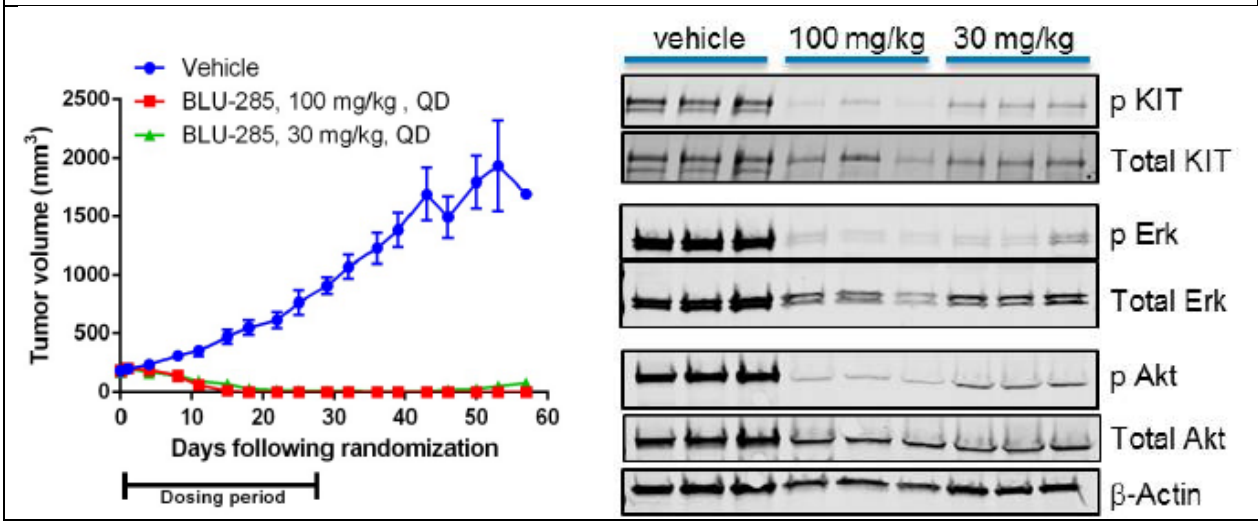 Vehicle
BLU-285, 100 mg/kg , QD
BLU-285, 30 mg/kg, QD
Tumor volume (mm³)
2500
2000
1500
1000
500
0
0 10 20 30 40 50 60
Days following randomization
Dosing period
vehicle 100 mg/kg 30 mg/kg
p KIT
Total KIT
p Erk
Total Erk
p Akt
Total Akt
β-Actin